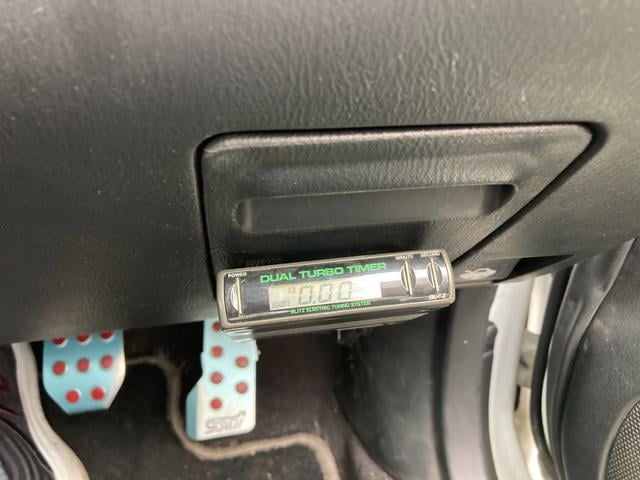 POWER
DUAL TURBO TIMER
MINUTE SECOND
0.00
BLITZ
BLITZ ELECTRIC TUNING SYSTEM
STI